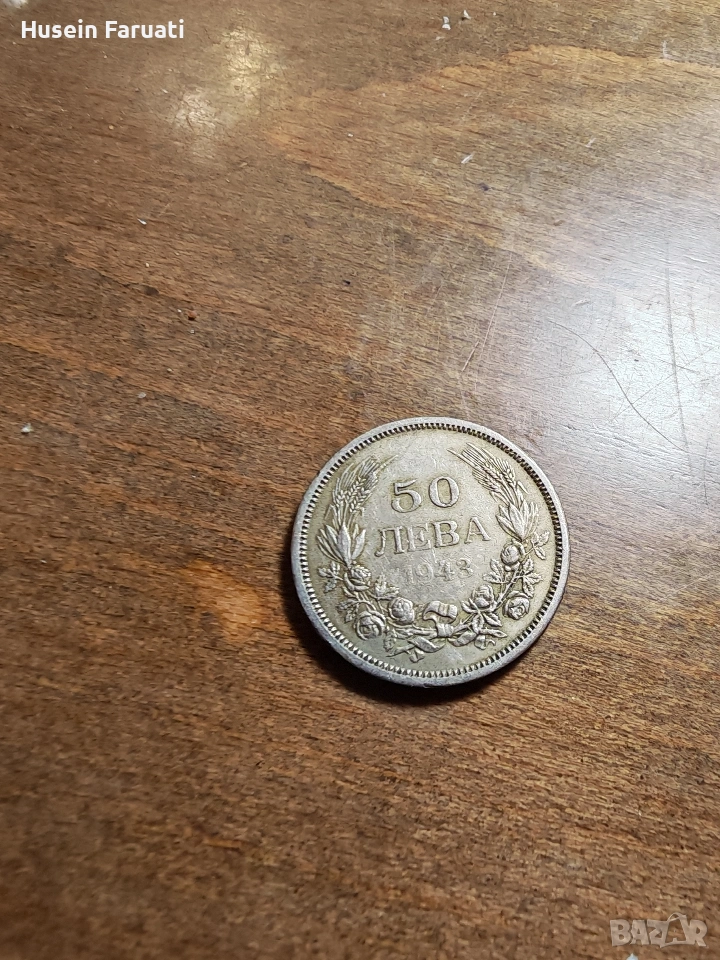 Husein Faruati
50
ЛЕВА
1943
BAZAR